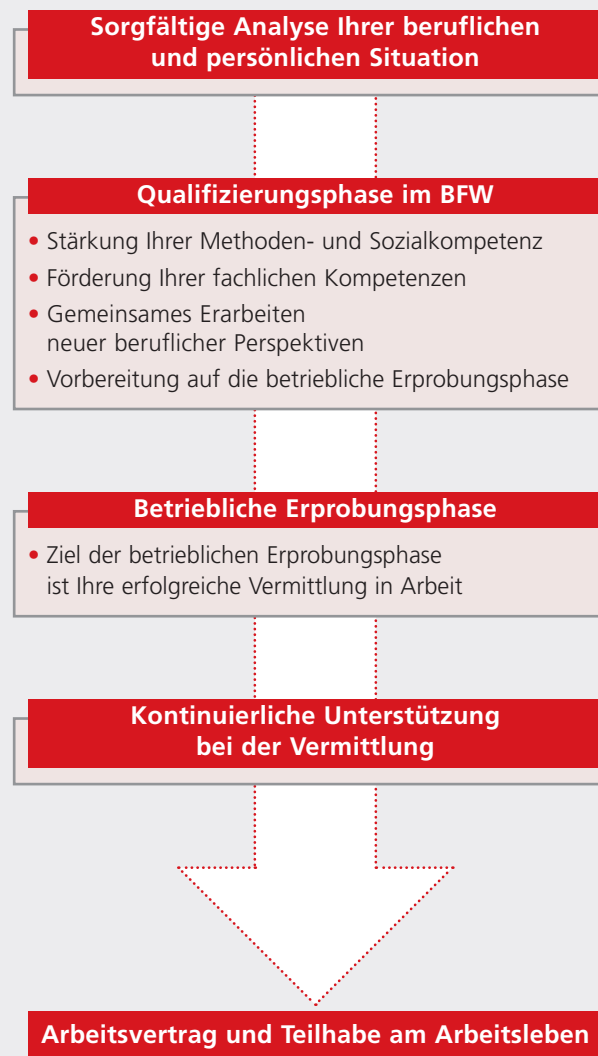 Sorgfältige Analyse Ihrer beruflichen
und persönlichen Situation
Qualifizierungsphase im BFW
• Stärkung Ihrer Methoden- und Sozialkompetenz
• Förderung Ihrer fachlichen Kompetenzen
• Gemeinsames Erarbeiten
neuer beruflicher Perspektiven
• Vorbereitung auf die betriebliche Erprobungsphase
Betriebliche Erprobungsphase
• Ziel der betrieblichen Erprobungsphase
ist Ihre erfolgreiche Vermittlung in Arbeit
Kontinuierliche Unterstützung
bei der Vermittlung
Arbeitsvertrag und Teilhabe am Arbeitsleben